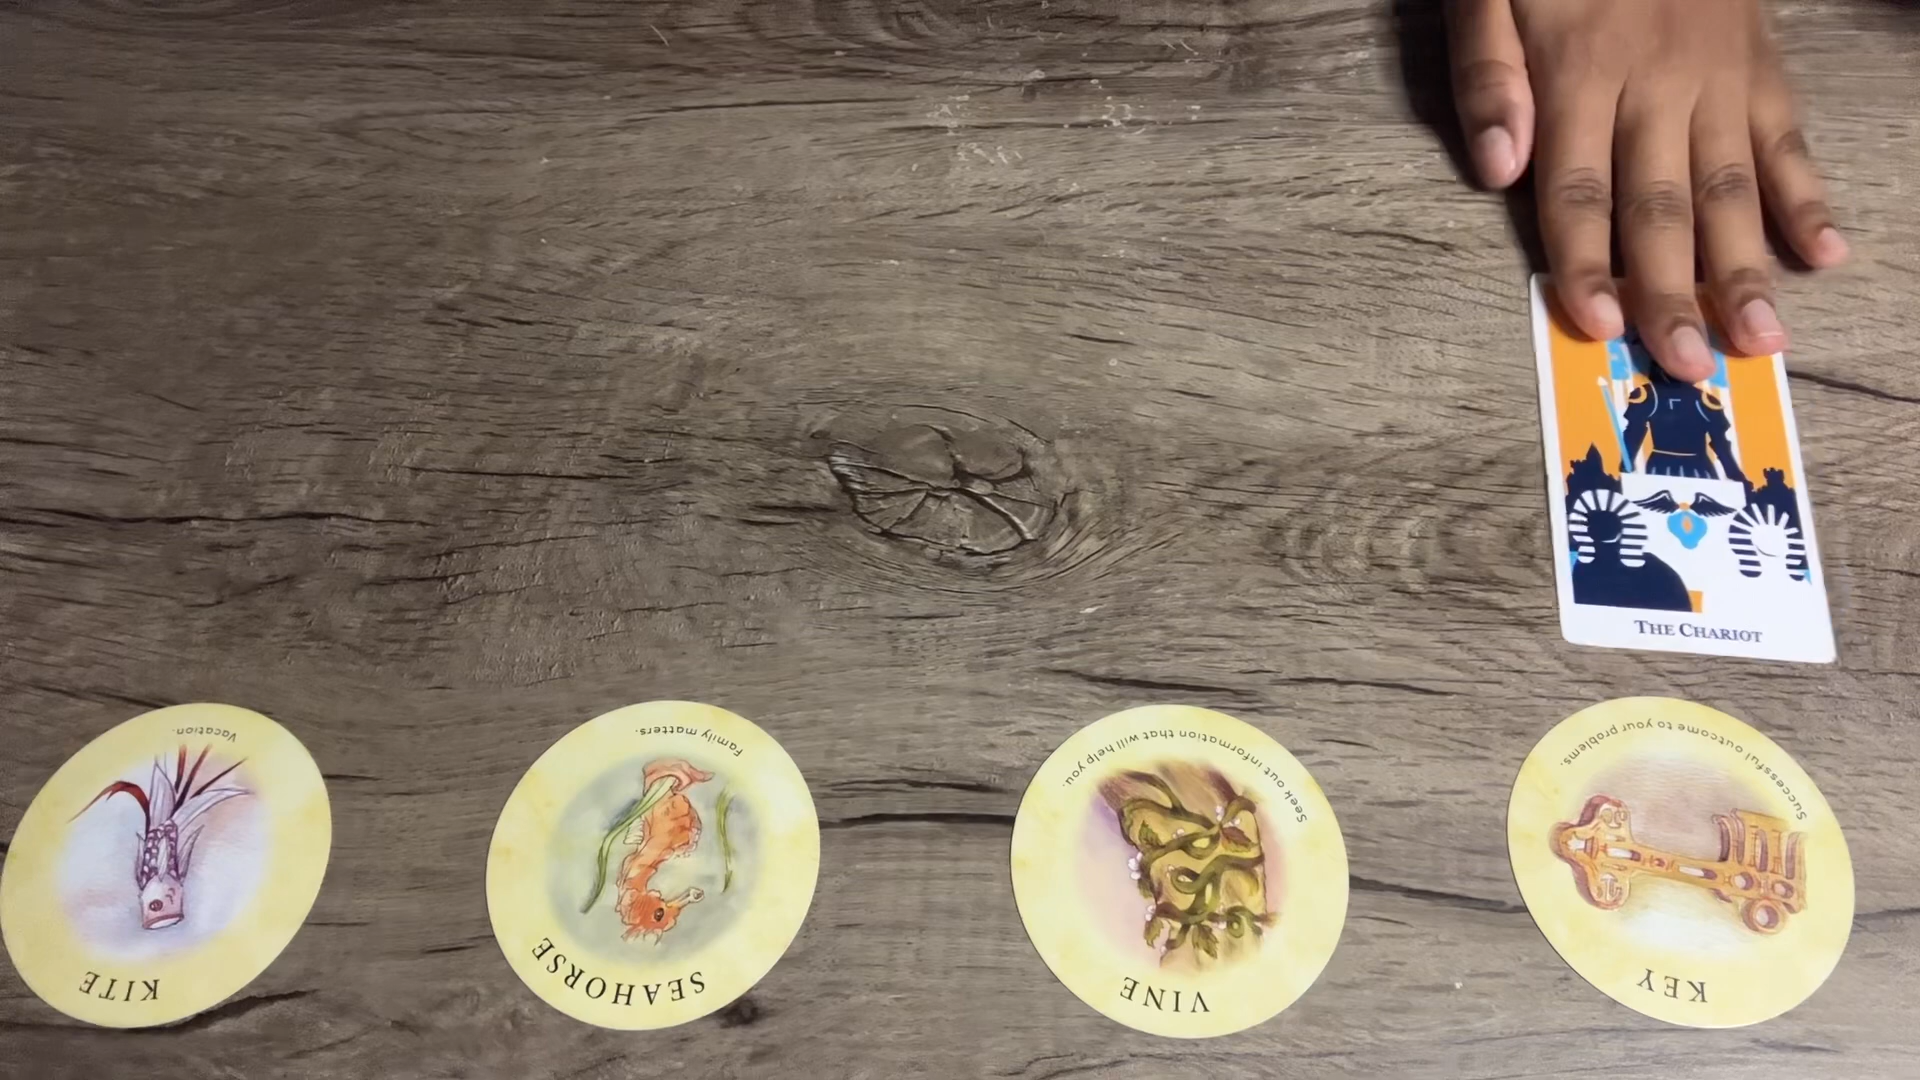 THE CHARIOT
Vacation.
KITE
Family matters.
SEAHORSE
Seek out information that will help you.
VINE
Successful outcome to your problems.
KEY